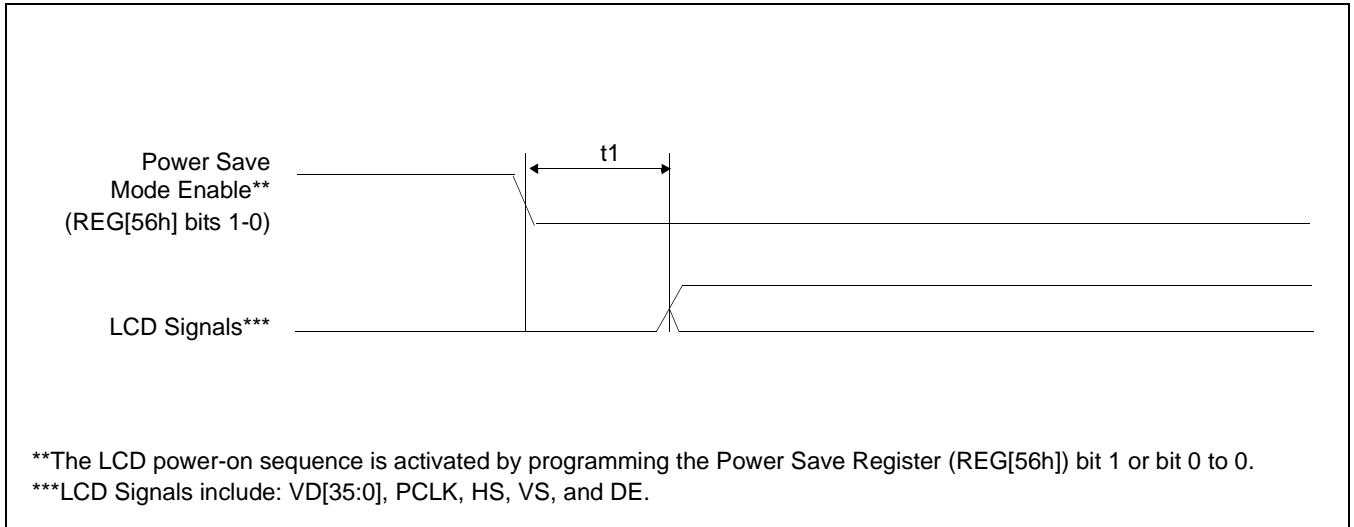 t1
Power Save
Mode Enable**
(REG[56h] bits 1-0)
LCD Signals***
**The LCD power-on sequence is activated by programming the Power Save Register (REG[56h]) bit 1 or bit 0 to 0.
***LCD Signals include: VD[35:0], PCLK, HS, VS, and DE.